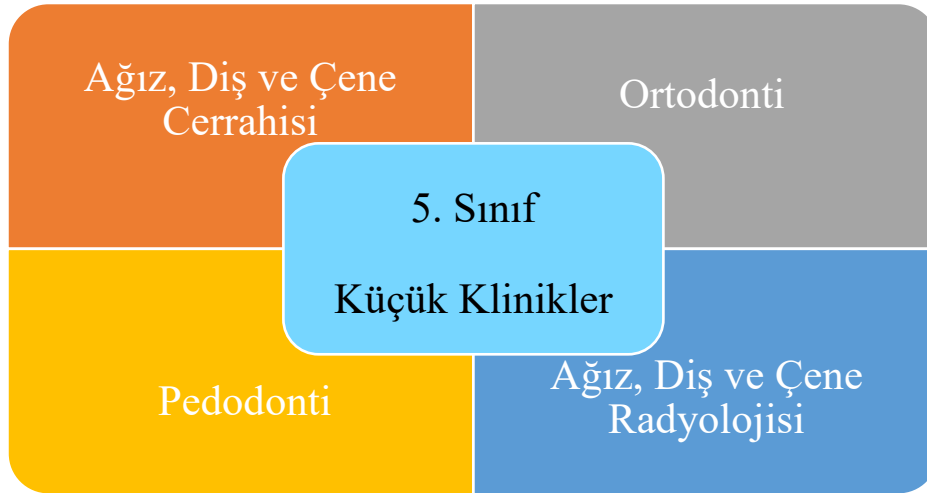 Ağız, Diş ve Çene
Cerrahisi
Ortodonti
5. Sınıf
Küçük Klinikler
Pedodonti
Ağız, Diş ve Çene
Radyolojisi